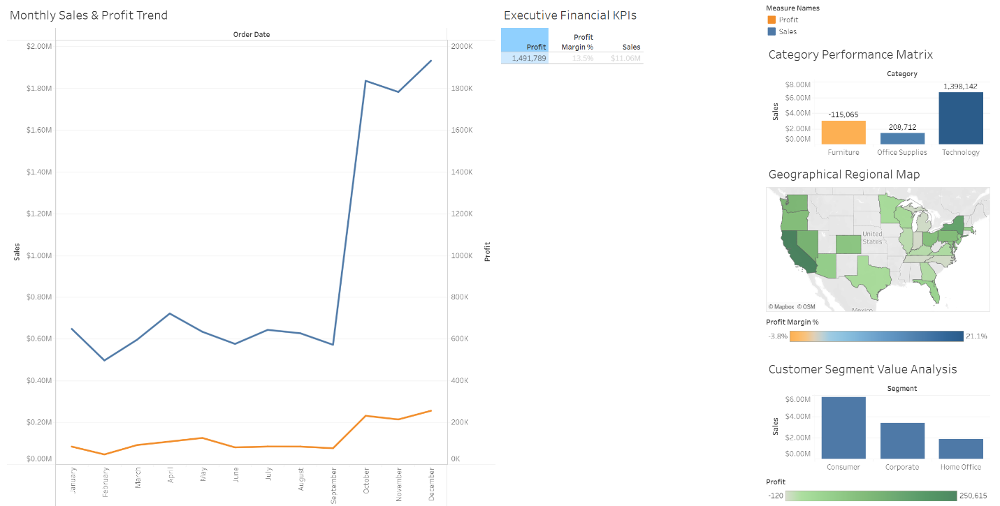 Monthly Sales & Profit Trend
Order Date
$2.00M
$1.80M
$1.60M
$1.40M
$1.20M
$1.00M
$0.80M
$0.60M
$0.40M
$0.20M
$0.00M
Sales
2000K
1800K
1600K
1400K
1200K
1000K
800K
600K
400K
200K
0K
Profit
January
February
March
April
May
June
July
August
September
October
November
December
Executive Financial KPIs
Profit
Profit
Margin %
Sales
1,491,789
13.5%
$11.06M
Measure Names
Profit
Sales
Category Performance Matrix
Category
$8.00M
$6.00M
$4.00M
$2.00M
$0.00M
Sales
-115,065
208,712
1,398,142
Furniture
Office Supplies
Technology
Geographical Regional Map
United
States
Mexico
© Mapbox © OSM
Profit Margin %
-3.8%
21.1%
Customer Segment Value Analysis
Segment
$6.00M
$4.00M
$2.00M
$0.00M
Sales
Consumer
Corporate
Home Office
Profit
-120
250,615